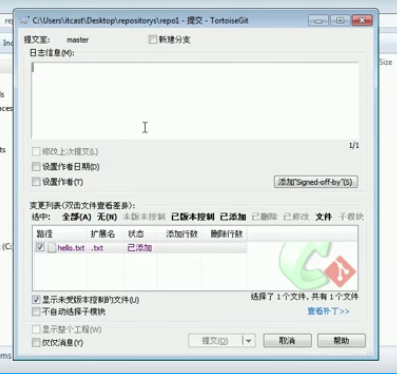 C:\Users\itcast\Desktop\repositorys\repo1 - 提交 - TortoiseGit
提交至: master 新建分支
日志信息(M):
1/1
修改上次提交(L)
设置作者日期(D)
设置作者(T)
添加"Signed-off-by"(S)
变更列表(双击文件查看差异):
选中: 全部(A) 无(N) 未版本控制 已版本控制 已添加 已删除 已修改 文件 子模块
路径 扩展名 状态 添加行数 删除行数
hello.txt .txt 已添加
显示未受版本控制的文件(U)
选择了 1 个文件, 共有 1 个文件
不自动选择子模块
查看补丁>>
显示整个工程(W)
仅仅消息(Y)
提交(O) 取消 帮助
Size